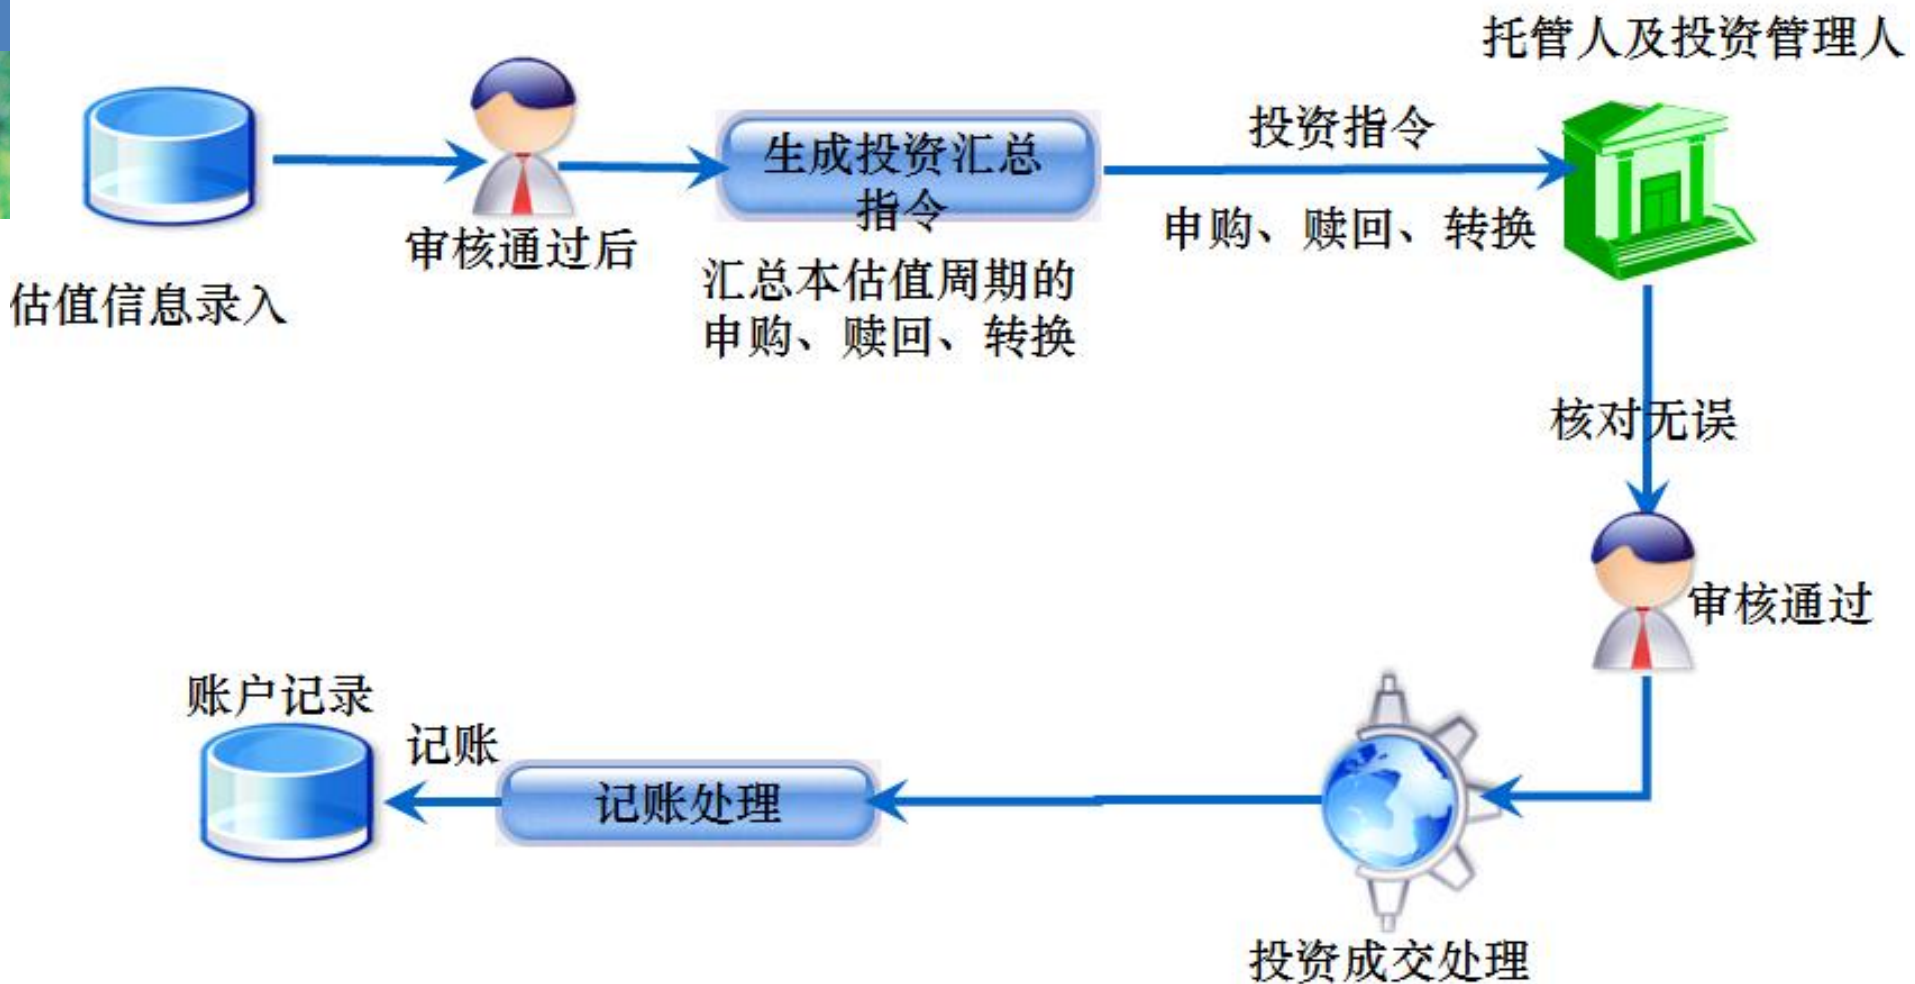 托管人及投资管理人
生成投资汇总
指令
投资指令
申购、赎回、转换
审核通过后
估值信息录入
汇总本估值周期的
申购、赎回、转换
核对无误
审核通过
账户记录
记账
记账处理
投资成交处理